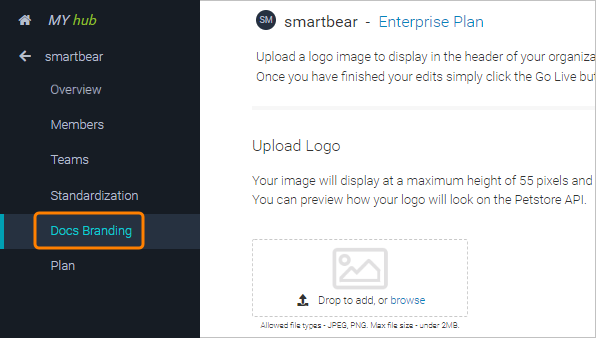 MY hub
smartbear
Overview
Members
Teams
Standardization
Docs Branding
Plan
SM smartbear - Enterprise Plan
Upload a logo image to display in the header of your organiza
Once you have finished your edits simply click the Go Live bu
Upload Logo
Your image will display at a maximum height of 55 pixels and
You can preview how your logo will look on the Petstore API.
Drop to add, or browse
Allowed file types - JPEG, PNG. Max file size - under 2MB.